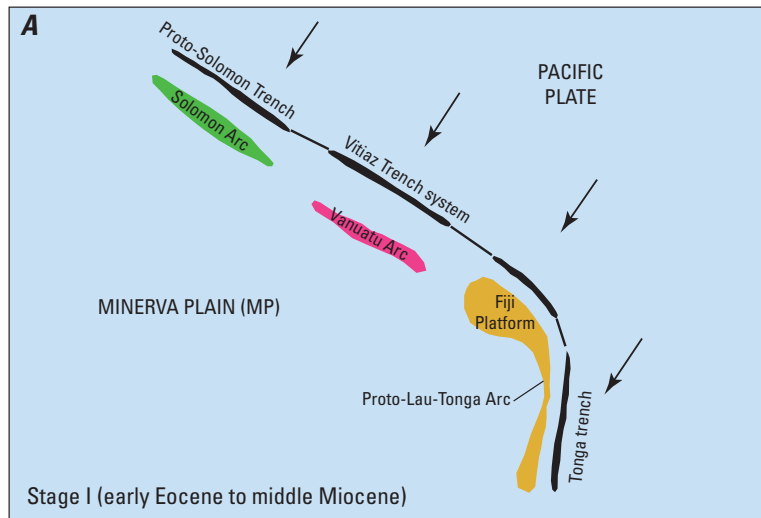 A
Proto-Solomon Trench
PACIFIC
PLATE
Solomon Arc
Vitiaz Trench system
Vanuatu Arc
MINERVA PLAIN (MP)
Fiji
Platform
Proto-Lau-Tonga Arc
Tonga trench
Stage I (early Eocene to middle Miocene)